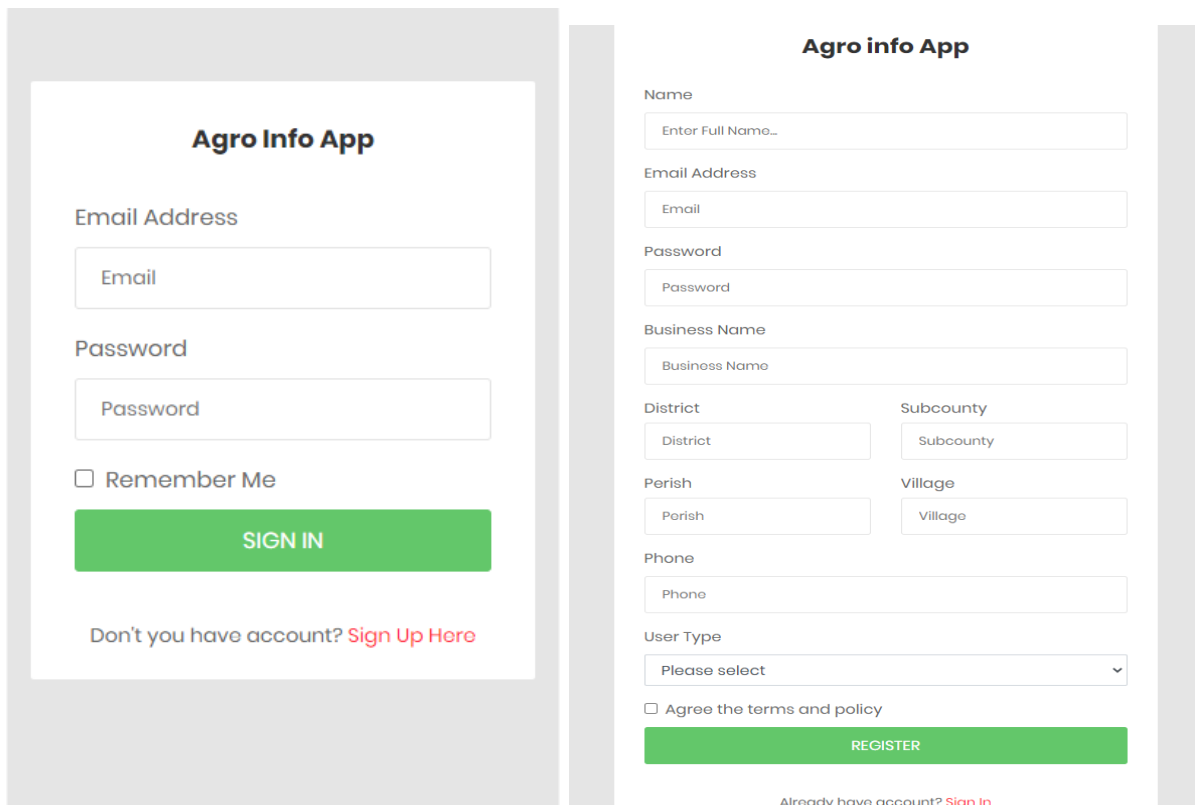 Agro Info App
Email Address
Email
Password
Password
Remember Me
SIGN IN
Don't you have account? Sign Up Here
Agro info App
Name
Enter Full Name...
Email Address
Email
Password
Password
Business Name
Business Name
District Subcounty
District Subcounty
Perish Village
Perish Village
Phone
Phone
User Type
Please select
Agree the terms and policy
REGISTER
Already have account? Sign In